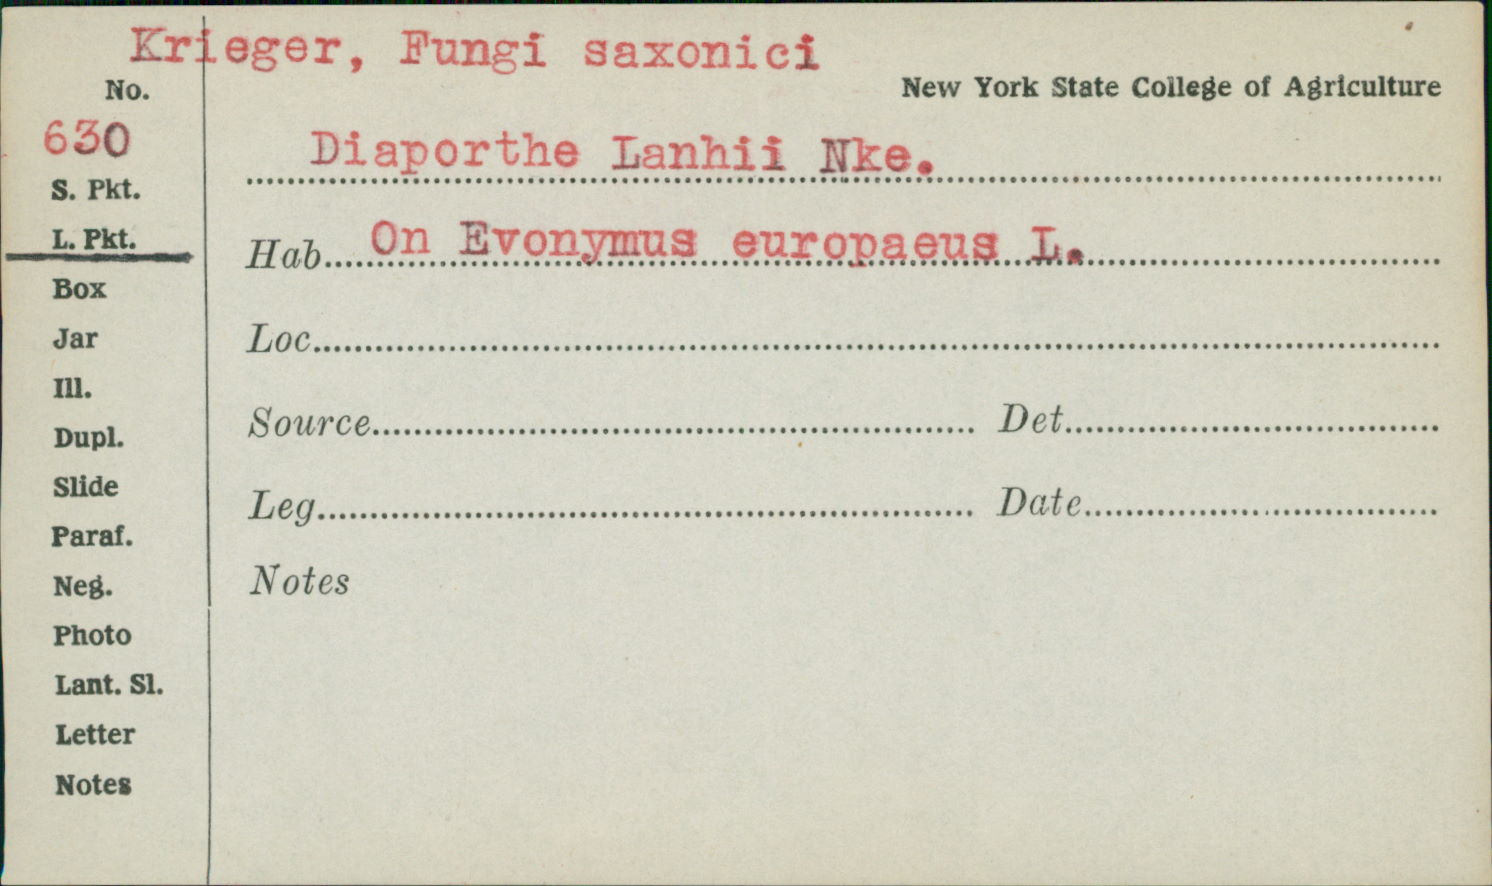 Krieger, Fungi saxonici
No.
New York State College of Agriculture
630
Diaporthe Lanhii Nke.
S. Pkt.
L. Pkt.
Hab. On Evonymus europaeus L.
Box
Jar
Loc.
Ill.
Source Det.
Dupl.
Slide
Leg. Date
Paraf.
Neg.
Notes
Photo
Lant. Sl.
Letter
Notes